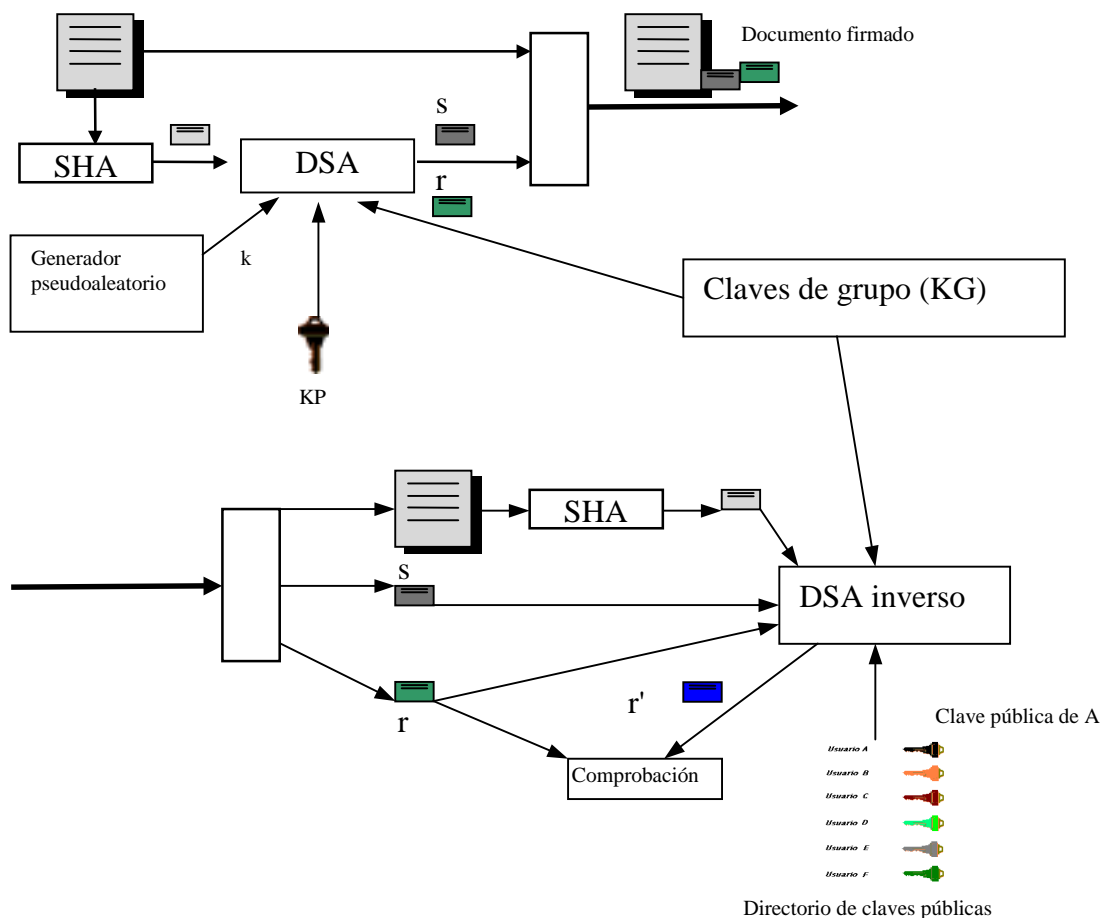 Documento firmado
s
SHA
DSA
r
Generador
pseudoaleatorio
k
Claves de grupo (KG)
KP
SHA
s
DSA inverso
r
r'
Clave pública de A
Comprobación
Usuario A
Usuario B
Usuario C
Usuario D
Usuario E
Usuario F
Directorio de claves públicas